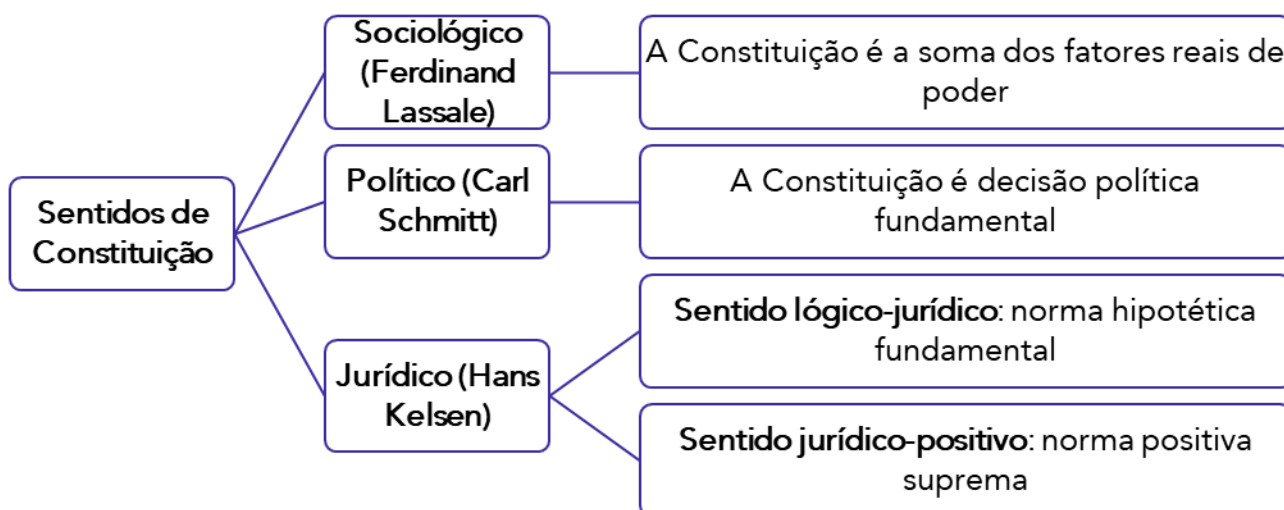 Sentidos de
Constituição
Sociológico
(Ferdinand
Lassale)
A Constituição é a soma dos fatores reais de
poder
Político (Carl
Schmitt)
A Constituição é decisão política
fundamental
Jurídico (Hans
Kelsen)
Sentido lógico-jurídico: norma hipotética
fundamental
Sentido jurídico-positivo: norma positiva
suprema